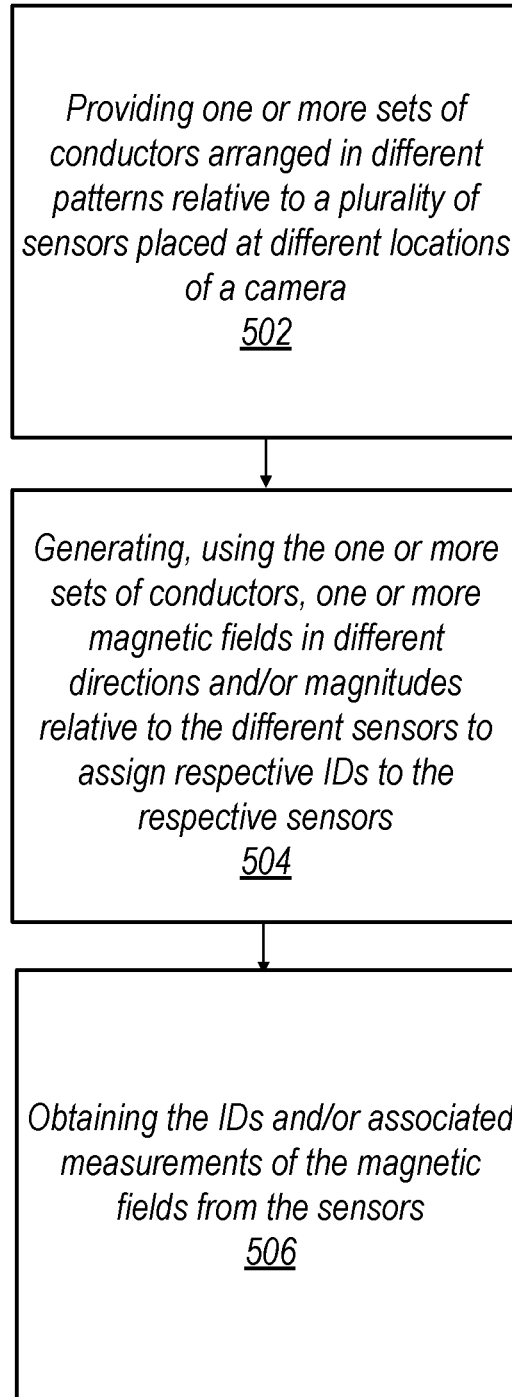 Providing one or more sets of
conductors arranged in different
patterns relative to a plurality of
sensors placed at different locations
of a camera
502
Generating, using the one or more
sets of conductors, one or more
magnetic fields in different
directions and/or magnitudes
relative to the different sensors to
assign respective IDs to the
respective sensors
504
Obtaining the IDs and/or associated
measurements of the magnetic
fields from the sensors
506